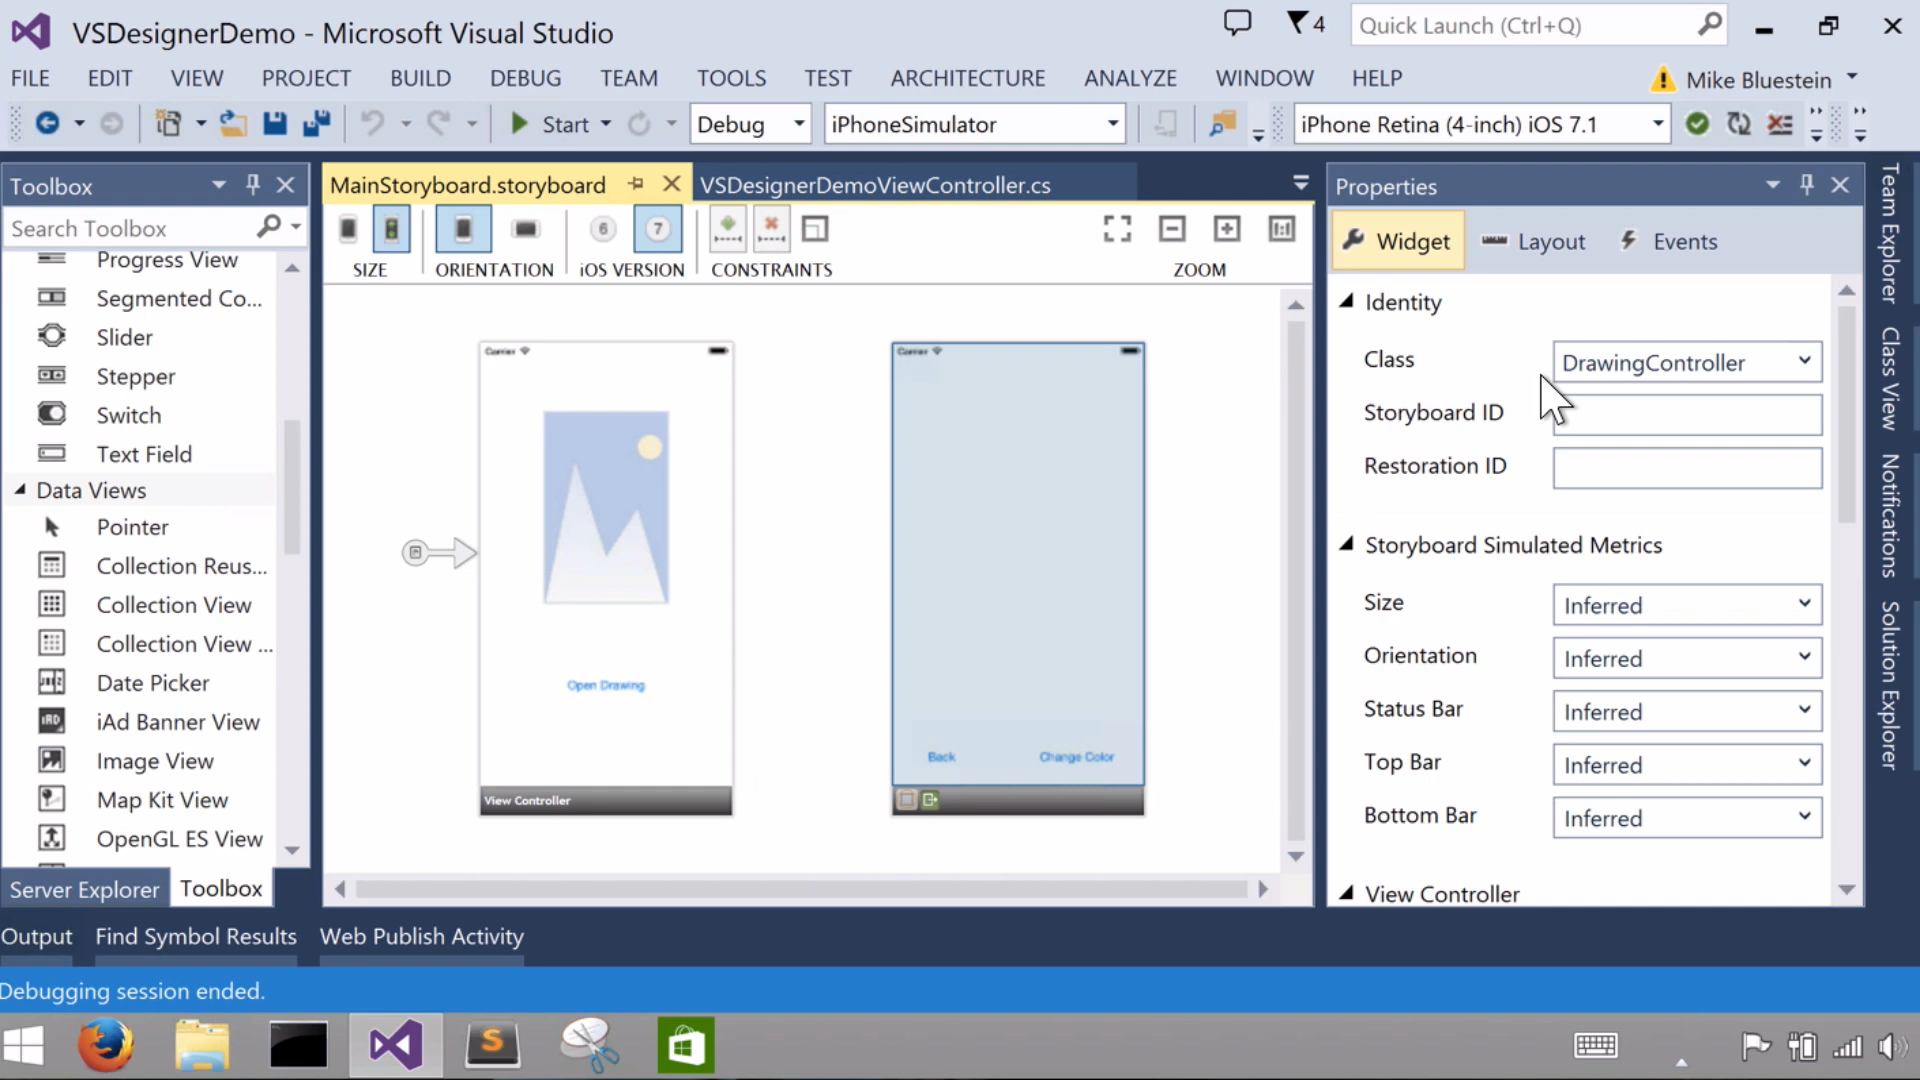 VSDesignerDemo - Microsoft Visual Studio
4
Quick Launch (Ctrl+Q)
FILE EDIT VIEW PROJECT BUILD DEBUG TEAM TOOLS TEST ARCHITECTURE ANALYZE WINDOW HELP
Mike Bluestein
Start
Debug
iPhoneSimulator
iPhone Retina (4-inch) iOS 7.1
Toolbox
Search Toolbox
Progress View
Segmented Co...
Slider
Stepper
Switch
Text Field
Data Views
Pointer
Collection Reus...
Collection View
Collection View ...
Date Picker
iAd Banner View
Image View
Map Kit View
OpenGL ES View
Server Explorer
Toolbox
MainStoryboard.storyboard
VSDesignerDemoViewController.cs
6
7
SIZE
ORIENTATION
iOS VERSION
CONSTRAINTS
ZOOM
Carrier
Open Drawing
View Controller
Carrier
Back
Change Color
Properties
Widget
Layout
Events
Identity
Class
DrawingController
Storyboard ID
Restoration ID
Storyboard Simulated Metrics
Size
Inferred
Orientation
Inferred
Status Bar
Inferred
Top Bar
Inferred
Bottom Bar
Inferred
View Controller
Team Explorer
Class View
Notifications
Solution Explorer
Output
Find Symbol Results
Web Publish Activity
Debugging session ended.